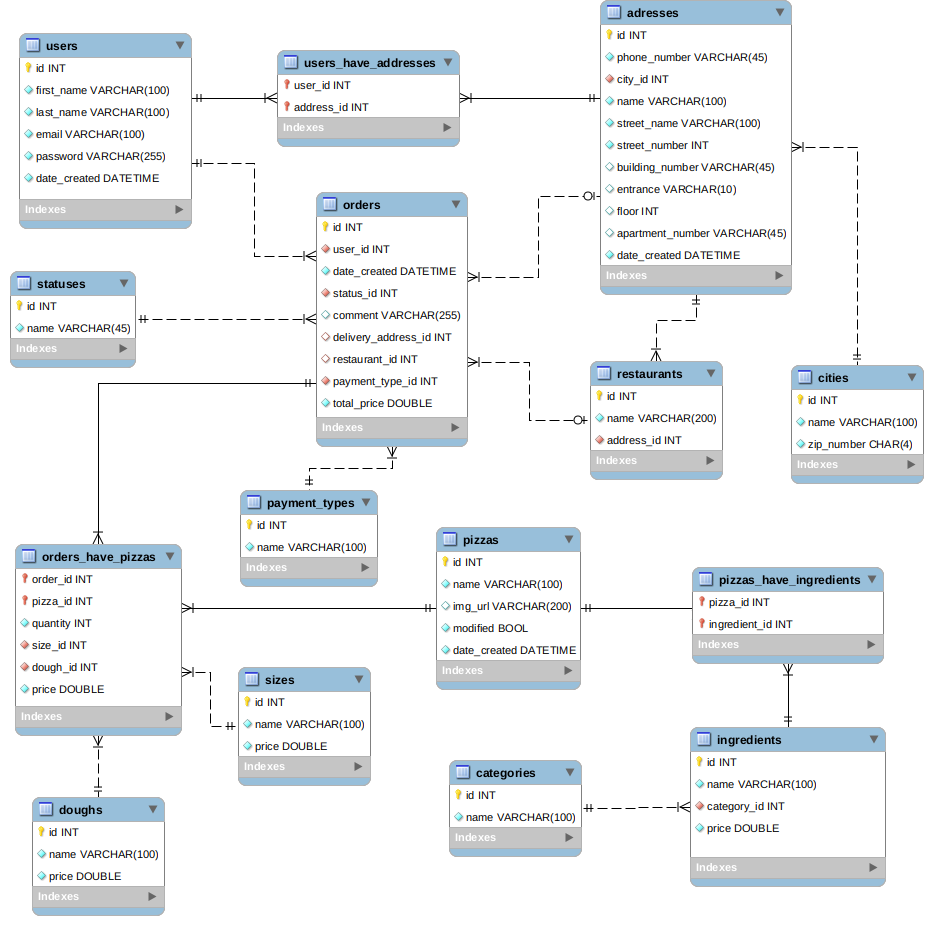 users
id INT
first_name VARCHAR(100)
last_name VARCHAR(100)
email VARCHAR(100)
password VARCHAR(255)
date_created DATETIME
Indexes
users_have_addresses
user_id INT
address_id INT
Indexes
adresses
id INT
phone_number VARCHAR(45)
city_id INT
name VARCHAR(100)
street_name VARCHAR(100)
street_number INT
building_number VARCHAR(45)
entrance VARCHAR(10)
floor INT
apartment_number VARCHAR(45)
date_created DATETIME
Indexes
orders
id INT
user_id INT
date_created DATETIME
status_id INT
comment VARCHAR(255)
delivery_address_id INT
restaurant_id INT
payment_type_id INT
total_price DOUBLE
Indexes
statuses
id INT
name VARCHAR(45)
Indexes
restaurants
id INT
name VARCHAR(200)
address_id INT
Indexes
cities
id INT
name VARCHAR(100)
zip_number CHAR(4)
Indexes
payment_types
id INT
name VARCHAR(100)
Indexes
orders_have_pizzas
order_id INT
pizza_id INT
quantity INT
size_id INT
dough_id INT
price DOUBLE
Indexes
pizzas
id INT
name VARCHAR(100)
img_url VARCHAR(200)
modified BOOL
date_created DATETIME
Indexes
pizzas_have_ingredients
pizza_id INT
ingredient_id INT
Indexes
sizes
id INT
name VARCHAR(100)
price DOUBLE
Indexes
ingredients
id INT
name VARCHAR(100)
category_id INT
price DOUBLE
Indexes
categories
id INT
name VARCHAR(100)
Indexes
doughs
id INT
name VARCHAR(100)
price DOUBLE
Indexes